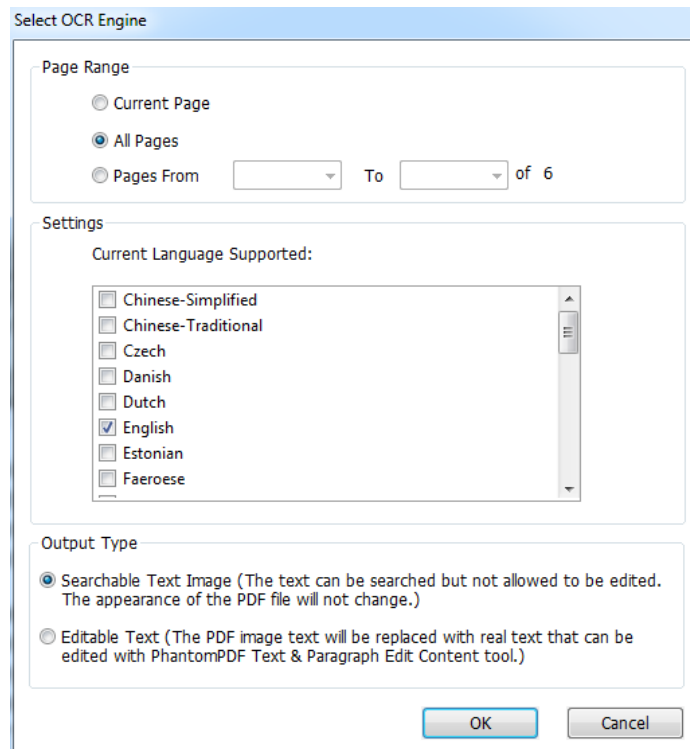 Select OCR Engine
Page Range
Current Page
All Pages
Pages From To of 6
Settings
Current Language Supported:
Chinese-Simplified
Chinese-Traditional
Czech
Danish
Dutch
English
Estonian
Faeroese
Output Type
Searchable Text Image (The text can be searched but not allowed to be edited.
The appearance of the PDF file will not change.)
Editable Text (The PDF image text will be replaced with real text that can be
edited with PhantomPDF Text & Paragraph Edit Content tool.)
OK Cancel